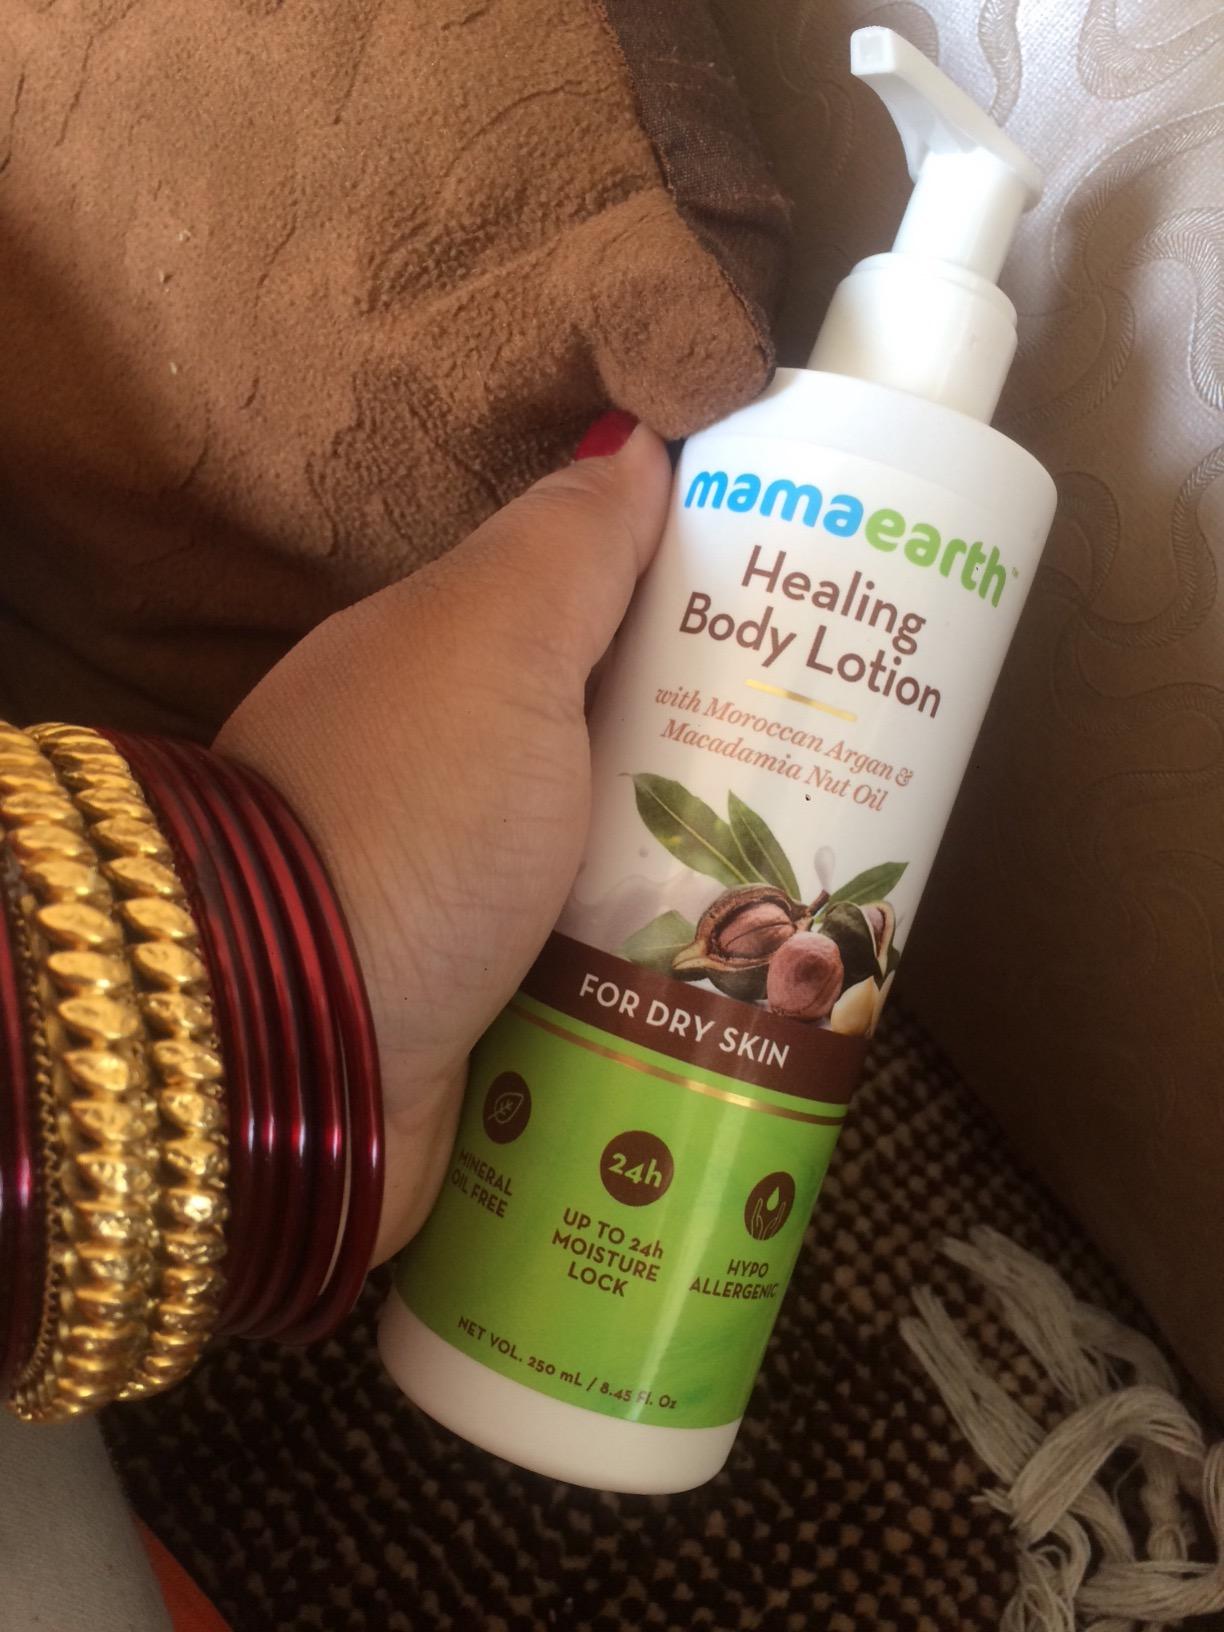 mamaearth™
Healing
Body Lotion
with Moroccan Argan &
Macadamia Nut Oil
FOR DRY SKIN
MINERAL
OIL FREE
24h
UP TO 24h
MOISTURE
LOCK
HYPO
ALLERGENIC
NET VOL. 250 mL / 8.45 Fl. Oz